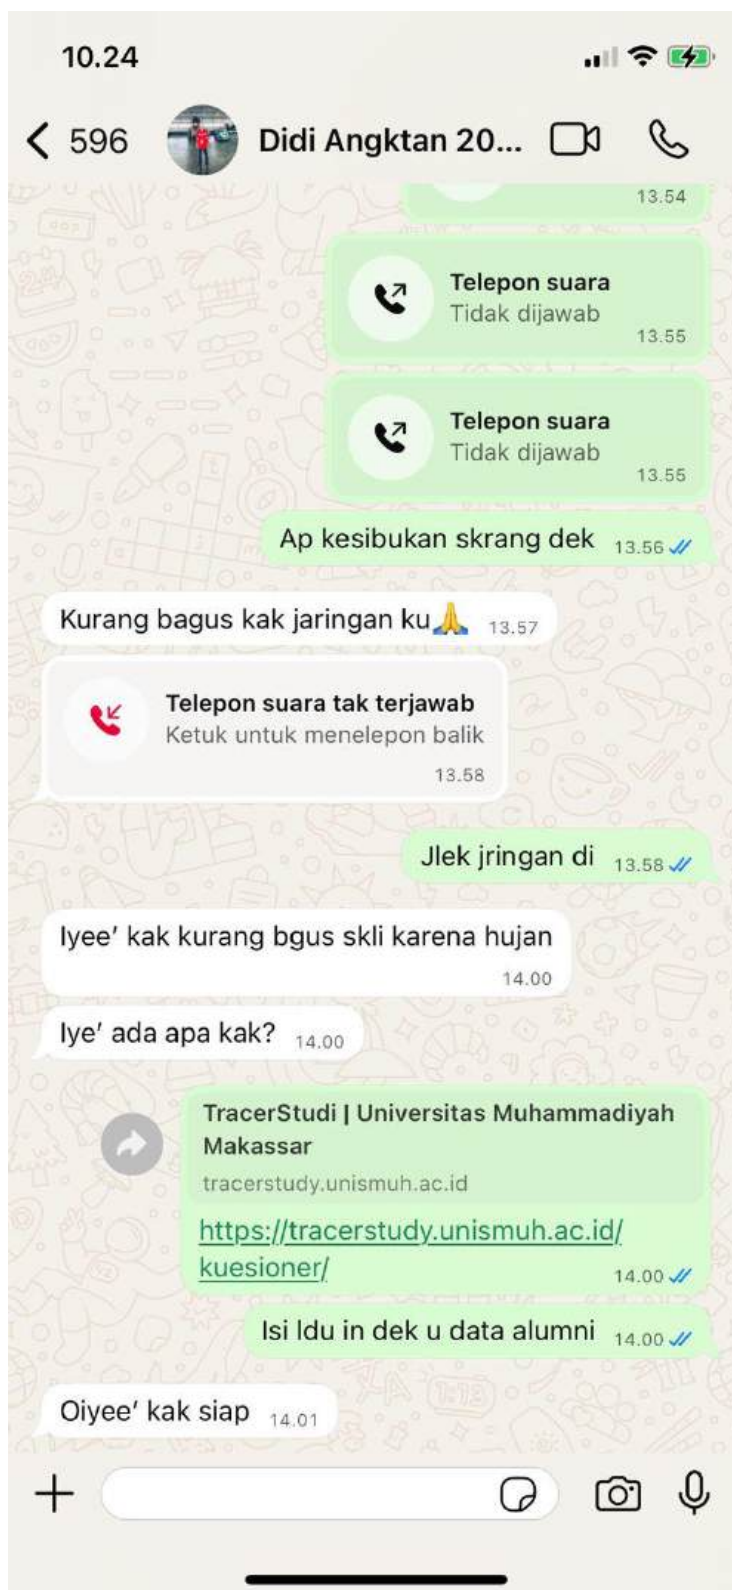 10.24
596
Didi Angktan 20...
13.54
Telepon suara
Tidak dijawab
13.55
Telepon suara
Tidak dijawab
13.55
Ap kesibukan skrang dek 13.56
Kurang bagus kak jaringan ku🙏 13.57
Telepon suara tak terjawab
Ketuk untuk menelepon balik
13.58
Jlek jringan di 13.58
Iyee' kak kurang bgus skli karena hujan
14.00
Iye' ada apa kak? 14.00
TracerStudi | Universitas Muhammadiyah
Makassar
tracerstudy.unismuh.ac.id
https://tracerstudy.unismuh.ac.id/
kuesioner/
14.00
Isi ldu in dek u data alumni 14.00
Oiyee' kak siap 14.01